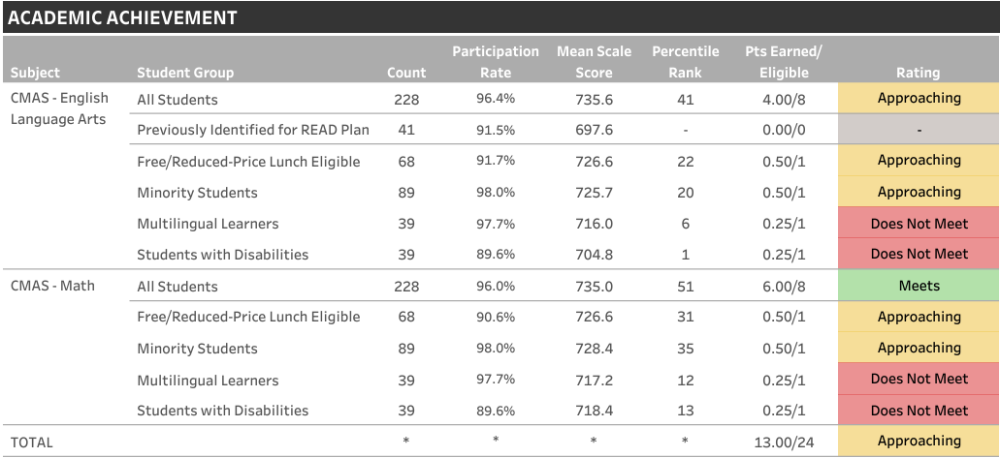 ACADEMIC ACHIEVEMENT
Participation Mean Scale Percentile Pts Earned/
Subject Student Group Count Rate Score Rank Eligible Rating
CMAS - English All Students 228 96.4% 735.6 41 4.00/8 Approaching
Language Arts
Previously Identified for READ Plan 41 91.5% 697.6 - 0.00/0 -
Free/Reduced-Price Lunch Eligible 68 91.7% 726.6 22 0.50/1 Approaching
Minority Students 89 98.0% 725.7 20 0.50/1 Approaching
Multilingual Learners 39 97.7% 716.0 6 0.25/1 Does Not Meet
Students with Disabilities 39 89.6% 704.8 1 0.25/1 Does Not Meet
CMAS - Math All Students 228 96.0% 735.0 51 6.00/8 Meets
Free/Reduced-Price Lunch Eligible 68 90.6% 726.6 31 0.50/1 Approaching
Minority Students 89 98.0% 728.4 35 0.50/1 Approaching
Multilingual Learners 39 97.7% 717.2 12 0.25/1 Does Not Meet
Students with Disabilities 39 89.6% 718.4 13 0.25/1 Does Not Meet
TOTAL * * * * 13.00/24 Approaching